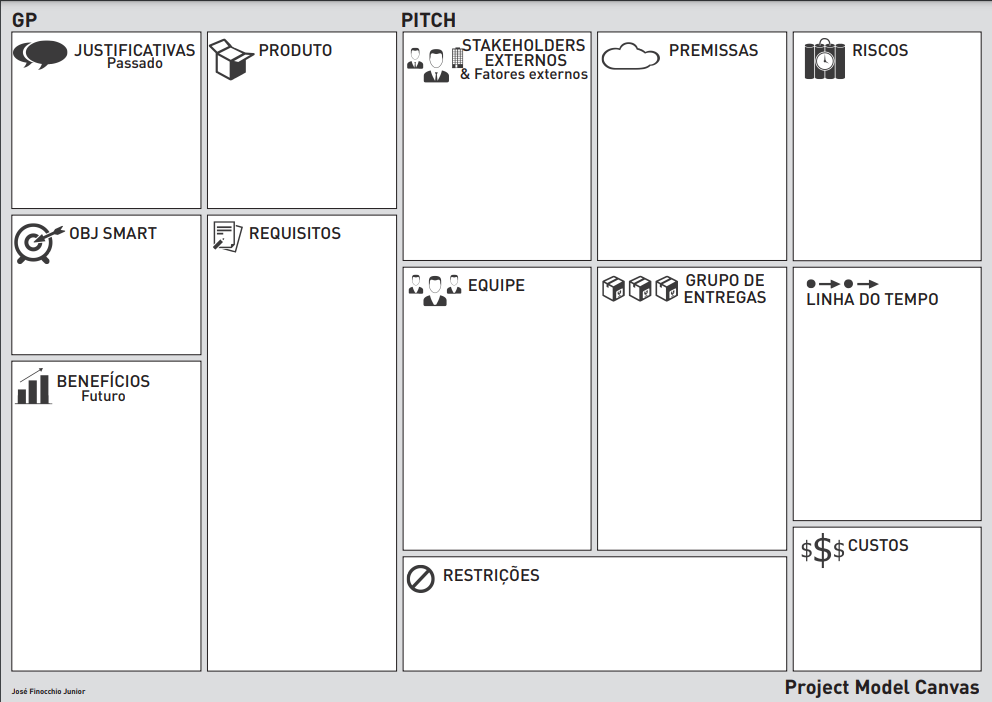 GP
PITCH
JUSTIFICATIVAS
Passado
PRODUTO
STAKEHOLDERS
EXTERNOS
& Fatores externos
PREMISSAS
RISCOS
OBJ SMART
REQUISITOS
EQUIPE
GRUPO DE
ENTREGAS
LINHA DO TEMPO
BENEFÍCIOS
Futuro
RESTRIÇÕES
$$$ CUSTOS
José Finocchio Junior
Project Model Canvas